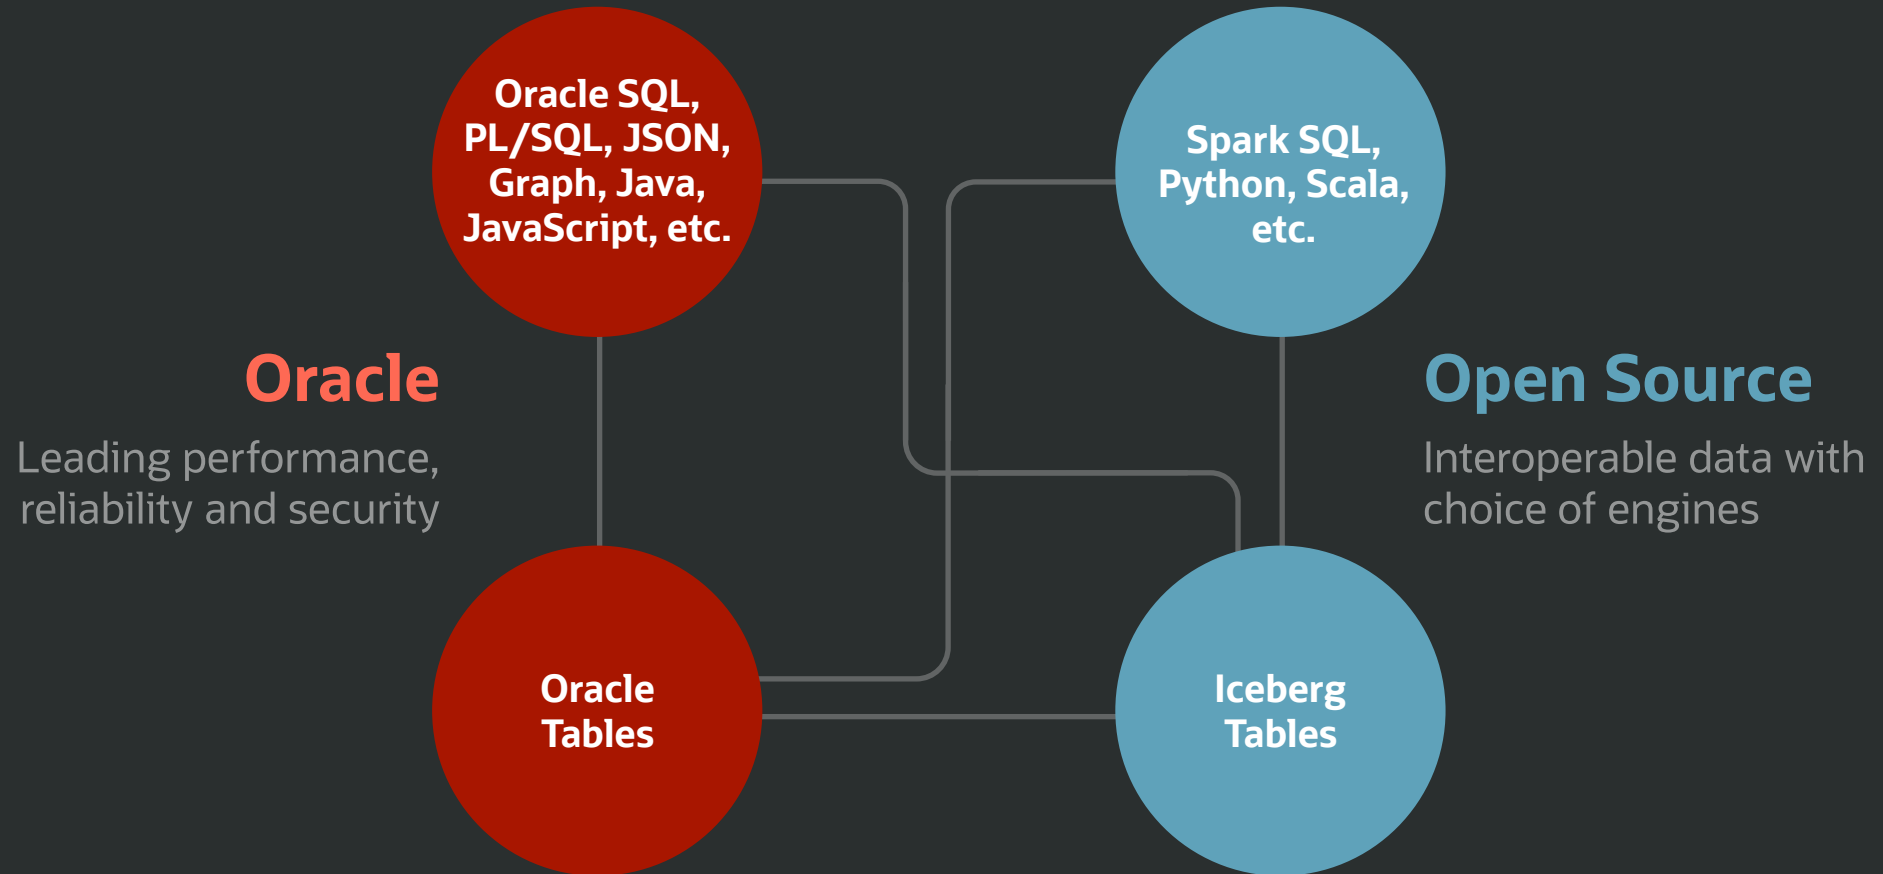 Oracle SQL,
PL/SQL, JSON,
Graph, Java,
JavaScript, etc.
Spark SQL,
Python, Scala,
etc.
Oracle
Leading performance,
reliability and security
Open Source
Interoperable data with
choice of engines
Oracle
Tables
Iceberg
Tables